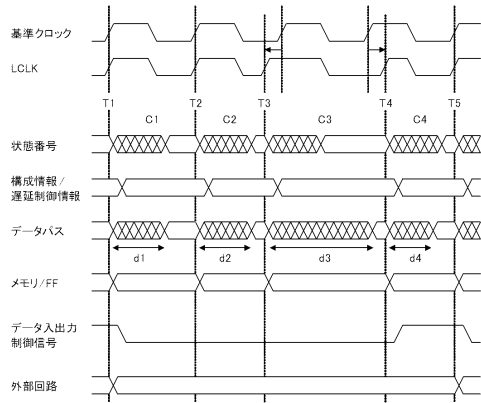 基準クロック
LCLK
T1 T2 T3 T4 T5
C1 C2 C3 C4
状態番号
構成情報/
遅延制御情報
データバス
d1 d2 d3 d4
メモリ/FF
データ入出力
制御信号
外部回路